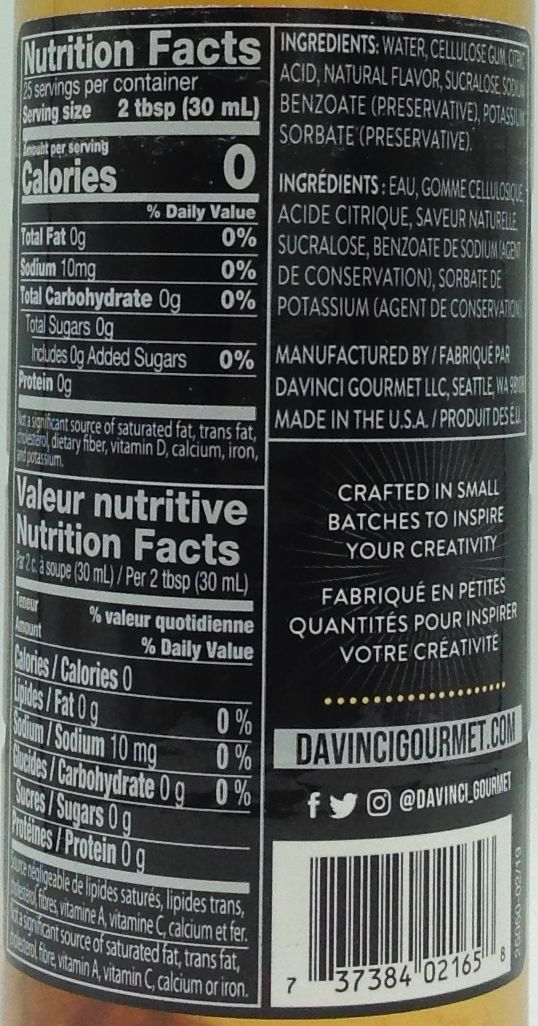 Nutrition Facts
25 servings per container
Serving size 2 tbsp (30 mL)
Amount per serving
Calories 0
% Daily Value
Total Fat 0g 0%
Sodium 10mg 0%
Total Carbohydrate 0g 0%
Total Sugars 0g
Includes 0g Added Sugars 0%
Protein 0g
Not a significant source of saturated fat, trans fat,
cholesterol, dietary fiber, vitamin D, calcium, iron,
and potassium.
Valeur nutritive
Nutrition Facts
Par 2 c. à soupe (30 mL) / Per 2 tbsp (30 mL)
Teneur % valeur quotidienne
Amount % Daily Value
Calories / Calories 0
Lipides / Fat 0 g 0 %
Sodium / Sodium 10 mg 0 %
Glucides / Carbohydrate 0 g 0 %
Sucres / Sugars 0 g
Protéines / Protein 0 g
Source négligeable de lipides saturés, lipides trans,
cholestérol, fibres, vitamine A, vitamine C, calcium et fer.
Not a significant source of saturated fat, trans fat,
cholesterol, fibre, vitamin A, vitamin C, calcium or iron.
INGREDIENTS: WATER, CELLULOSE GUM, CITRIC
ACID, NATURAL FLAVOR, SUCRALOSE, SODIUM
BENZOATE (PRESERVATIVE), POTASSIUM
SORBATE (PRESERVATIVE).
INGRÉDIENTS : EAU, GOMME CELLULOSIQUE,
ACIDE CITRIQUE, SAVEUR NATURELLE,
SUCRALOSE, BENZOATE DE SODIUM (AGENT
DE CONSERVATION), SORBATE DE
POTASSIUM (AGENT DE CONSERVATION).
MANUFACTURED BY / FABRIQUÉ PAR
DAVINCI GOURMET LLC, SEATTLE, WA
MADE IN THE U.S.A. / PRODUIT DES É.U.
CRAFTED IN SMALL
BATCHES TO INSPIRE
YOUR CREATIVITY
FABRIQUÉ EN PETITES
QUANTITÉS POUR INSPIRER
VOTRE CRÉATIVITÉ
DAVINCIGOURMET.COM
@DAVINCI_GOURMET
7 37384 02165 8
25060-02/19